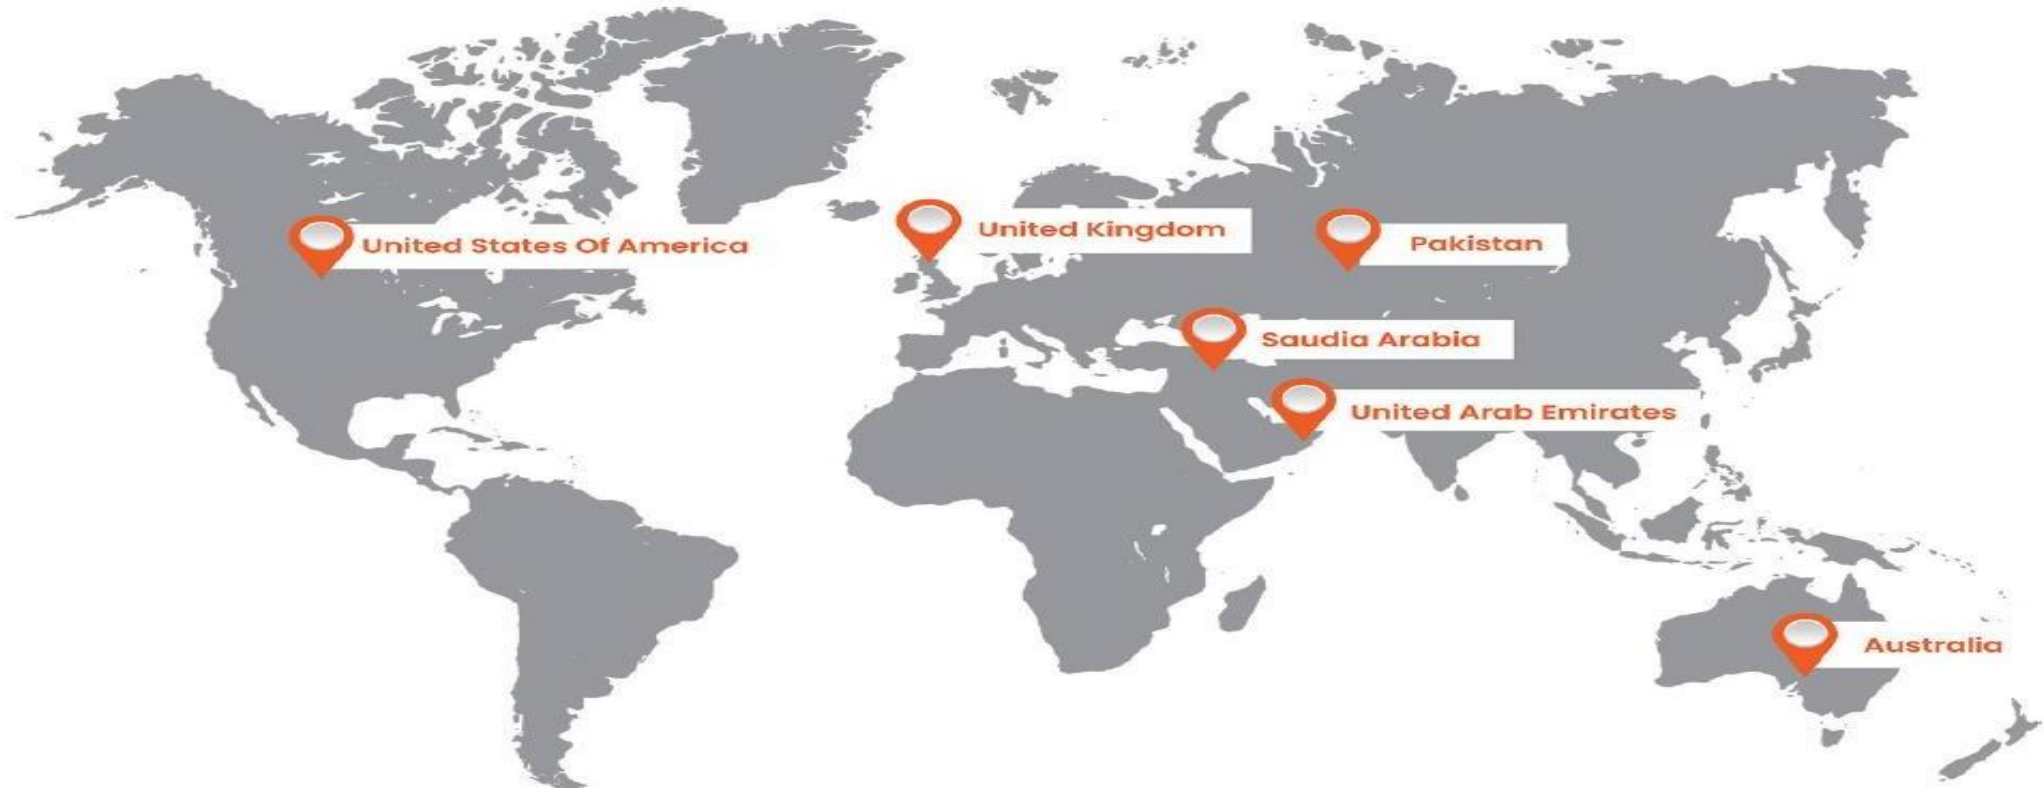 United States Of America
United Kingdom
Pakistan
Saudia Arabia
United Arab Emirates
Australia